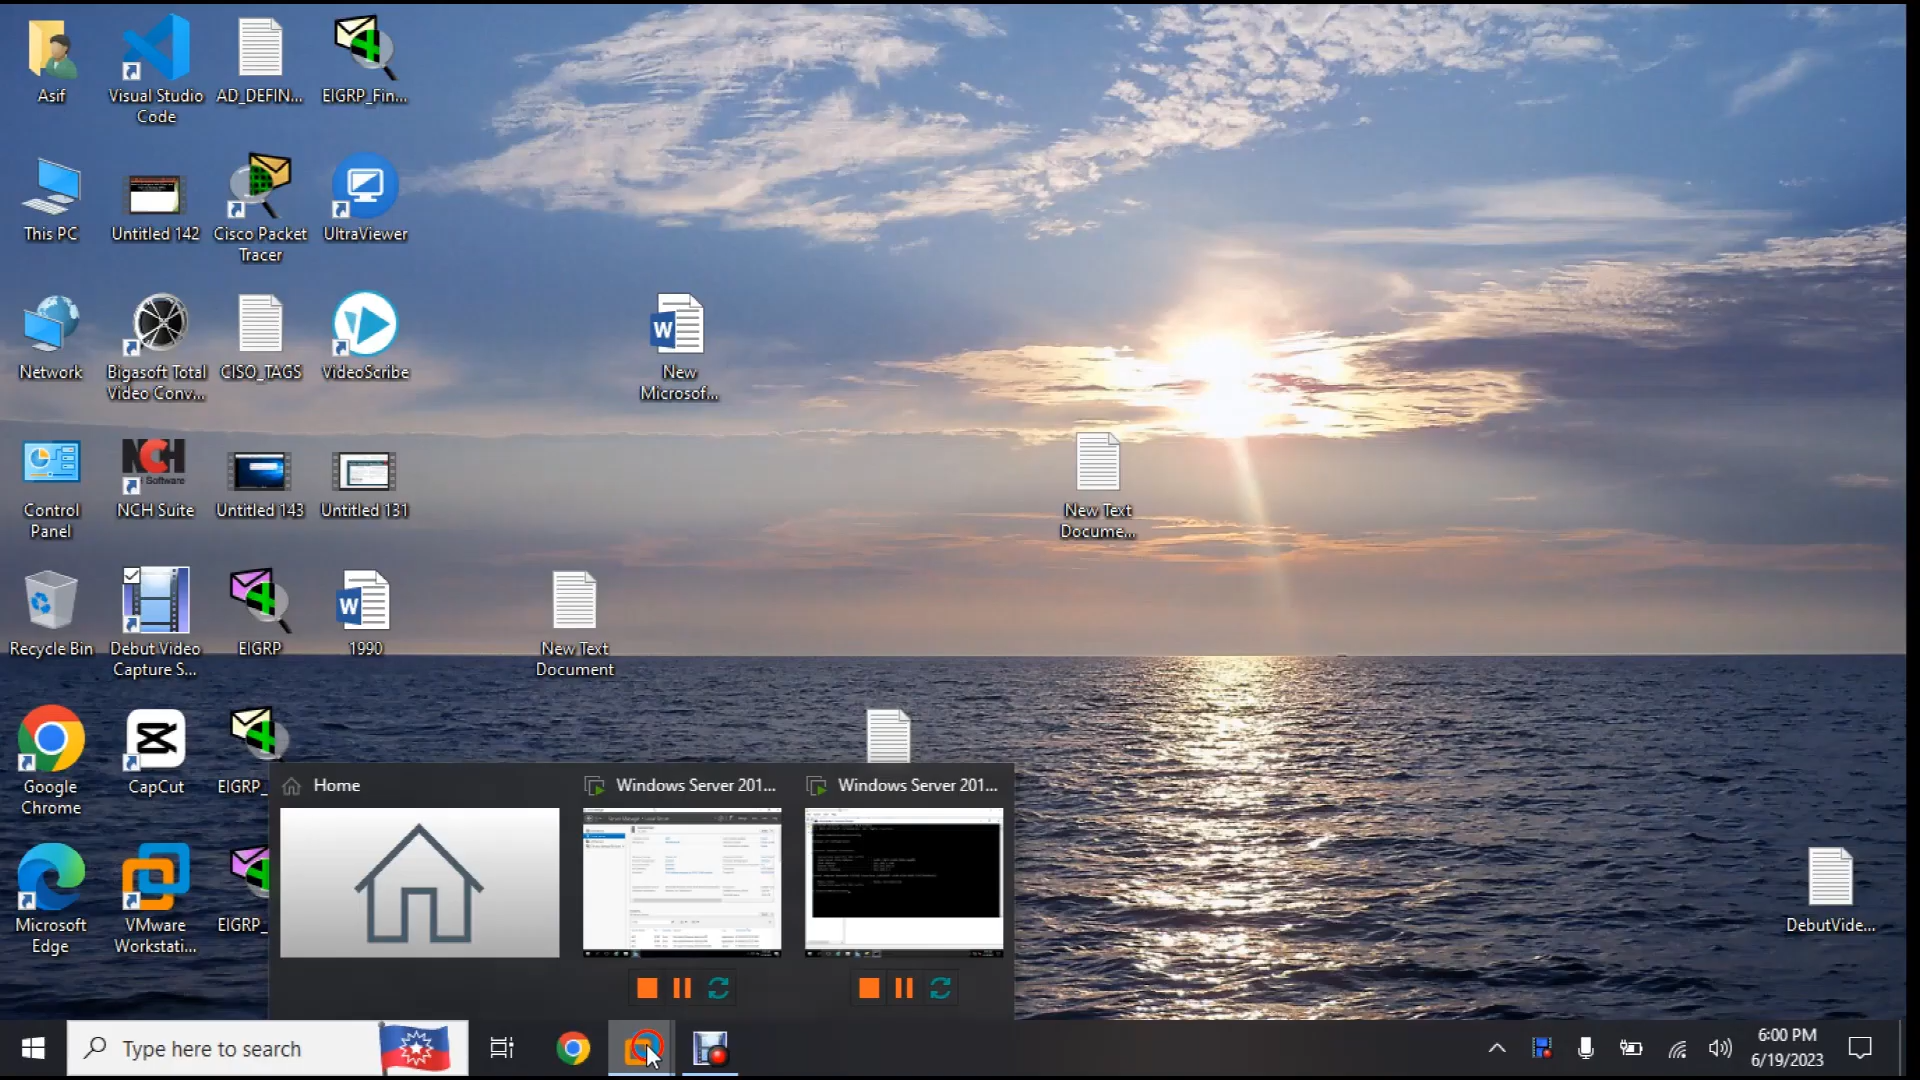 Asif
Visual Studio
Code
AD_DEFIN...
EIGRP_Fin...
This PC
Untitled 142
Cisco Packet
Tracer
UltraViewer
Network
Bigasoft Total
Video Conv...
CISO_TAGS
VideoScribe
New
Microsof...
Control
Panel
NCH
Software
NCH Suite
Untitled 143
Untitled 131
New Text
Docume...
Recycle Bin
Debut Video
Capture S...
EIGRP
1990
New Text
Document
Google
Chrome
CapCut
EIGRP_
Home
Windows Server 201...
Windows Server 201...
Microsoft
Edge
VMware
Workstati...
EIGRP_
DebutVide...
Type here to search
6:00 PM
6/19/2023